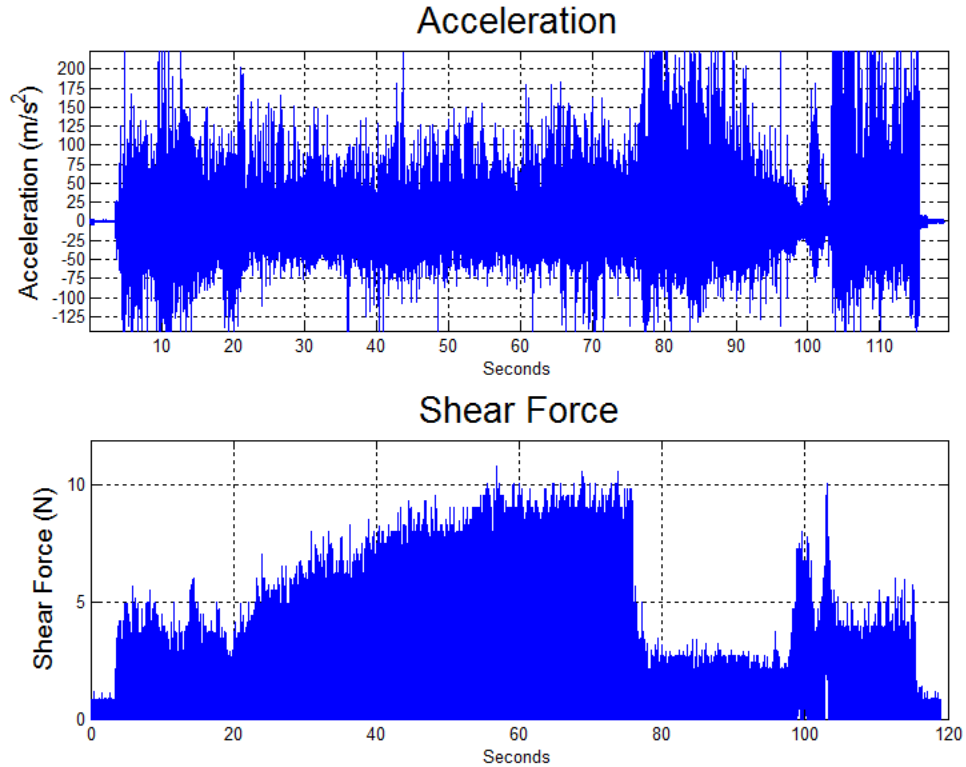 Acceleration
Acceleration (m/s²)
200
175
150
125
100
75
50
25
0
-25
-50
-75
-100
-125
10 20 30 40 50 60 70 80 90 100 110
Seconds
Shear Force
Shear Force (N)
10
5
0
0 20 40 60 80 100 120
Seconds